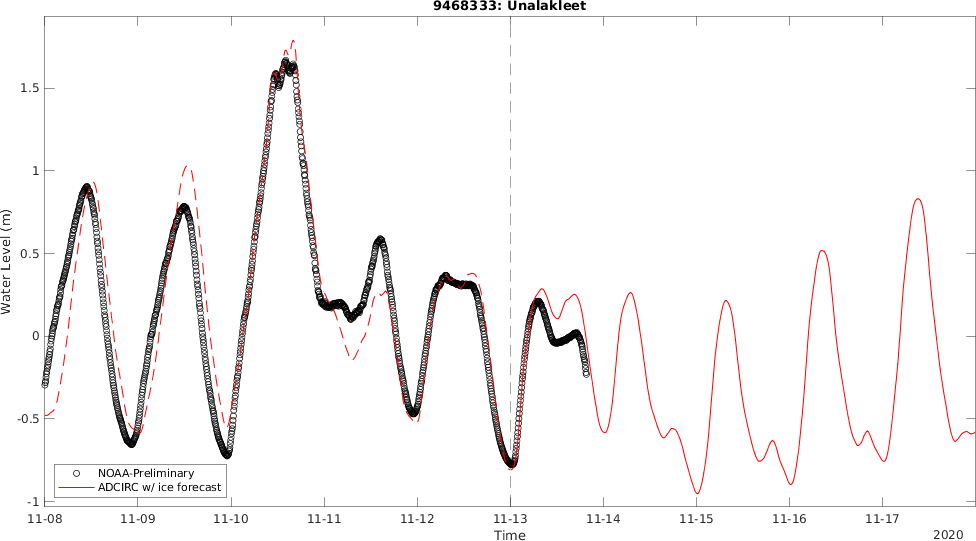 9468333: Unalakleet
Water Level (m)
1.5
1
0.5
0
-0.5
-1
NOAA-Preliminary
ADCIRC w/ ice forecast
11-08 11-09 11-10 11-11 11-12 11-13 11-14 11-15 11-16 11-17
Time
2020